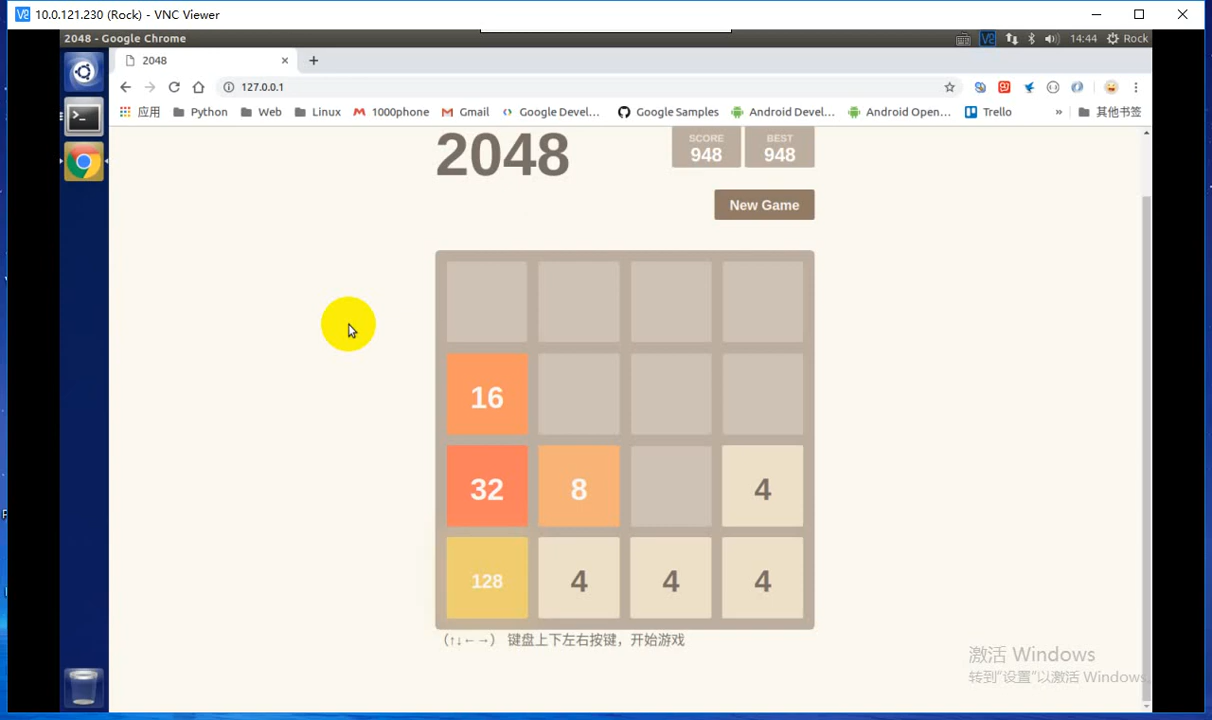 10.0.121.230 (Rock) - VNC Viewer
2048 - Google Chrome
14:44
Rock
2048
127.0.0.1
应用
Python
Web
Linux
1000phone
Gmail
Google Devel...
Google Samples
Android Devel...
Android Open...
Trello
»
其他书签
2048
SCORE
948
BEST
948
New Game
16
32 8 4
128 4 4 4
（↑↓←→） 键盘上下左右按键，开始游戏
激活 Windows
转到"设置"以激活 Windows。